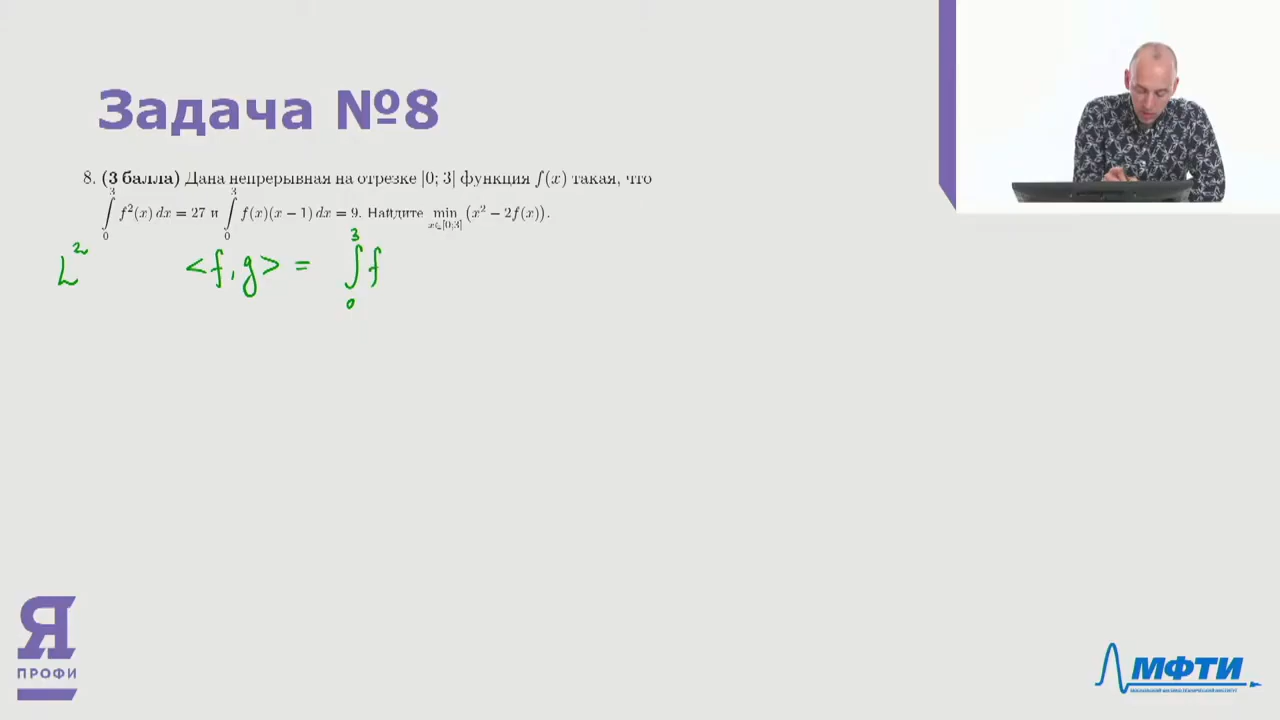 Задача №8
8. (3 балла) Дана непрерывная на отрезке [0; 3] функция f(x) такая, что
∫₀³ f²(x) dx = 27 и ∫₀³ f(x)(x − 1) dx = 9. Найдите min x∈[0;3] (x² − 2f(x)).
L² <f, g> = ∫₀³ f
Я
ПРОФИ
МФТИ